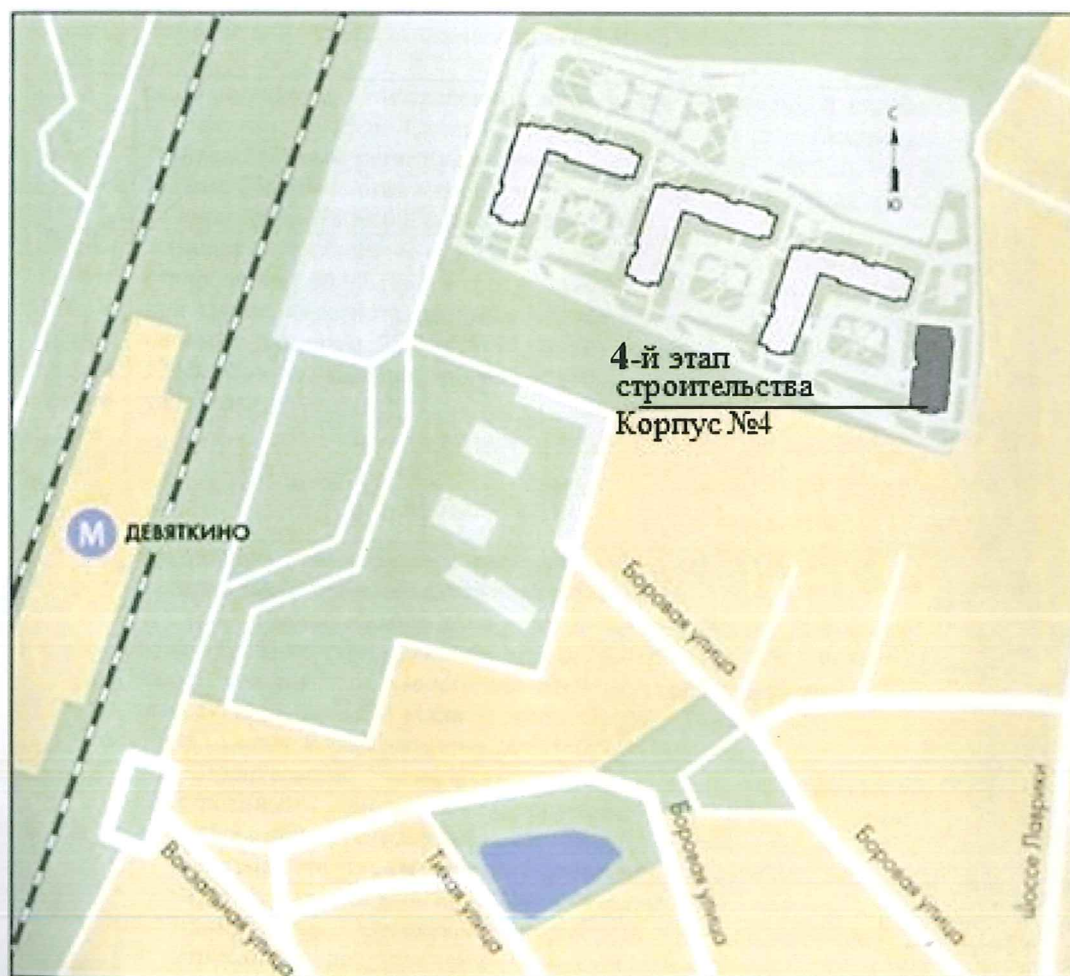 С
Ю
4-й этап
строительства
Корпус №4
М ДЕВЯТКИНО
Боровая улица
Вокзальная улица
Тихая улица
Боровая улица
Боровая улица
Шоссе Лаврики